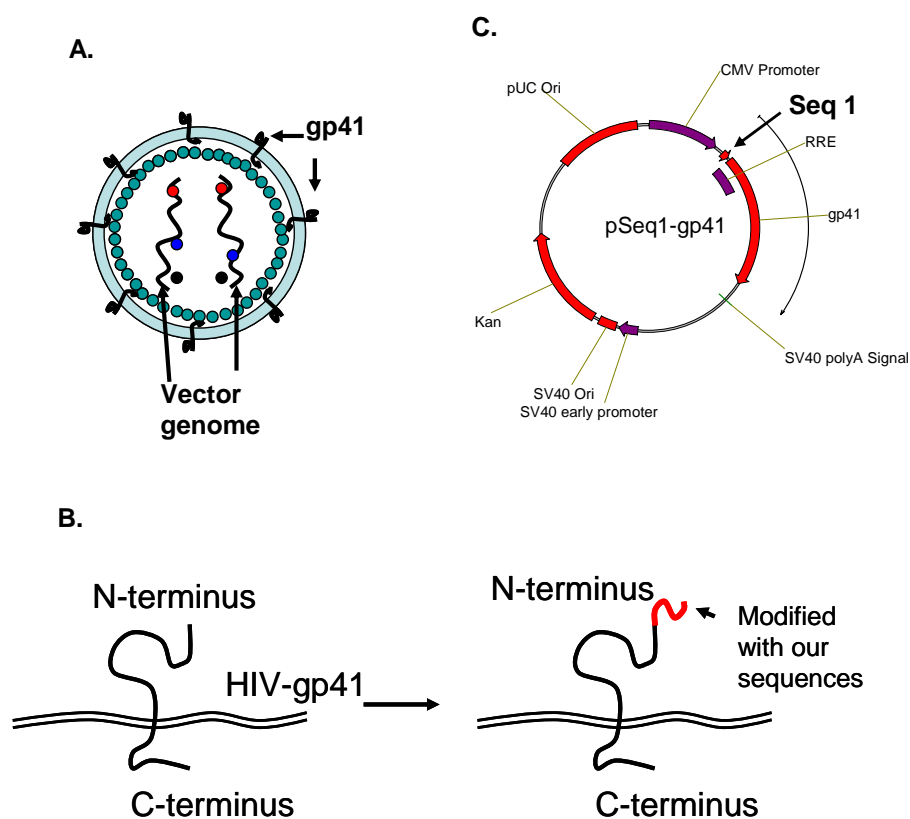 A.
gp41
Vector
genome
C.
CMV Promoter
pUC Ori
Seq 1
RRE
pSeq1-gp41
gp41
Kan
SV40 polyA Signal
SV40 Ori
SV40 early promoter
B.
N-terminus
HIV-gp41
C-terminus
N-terminus
Modified
with our
sequences
C-terminus